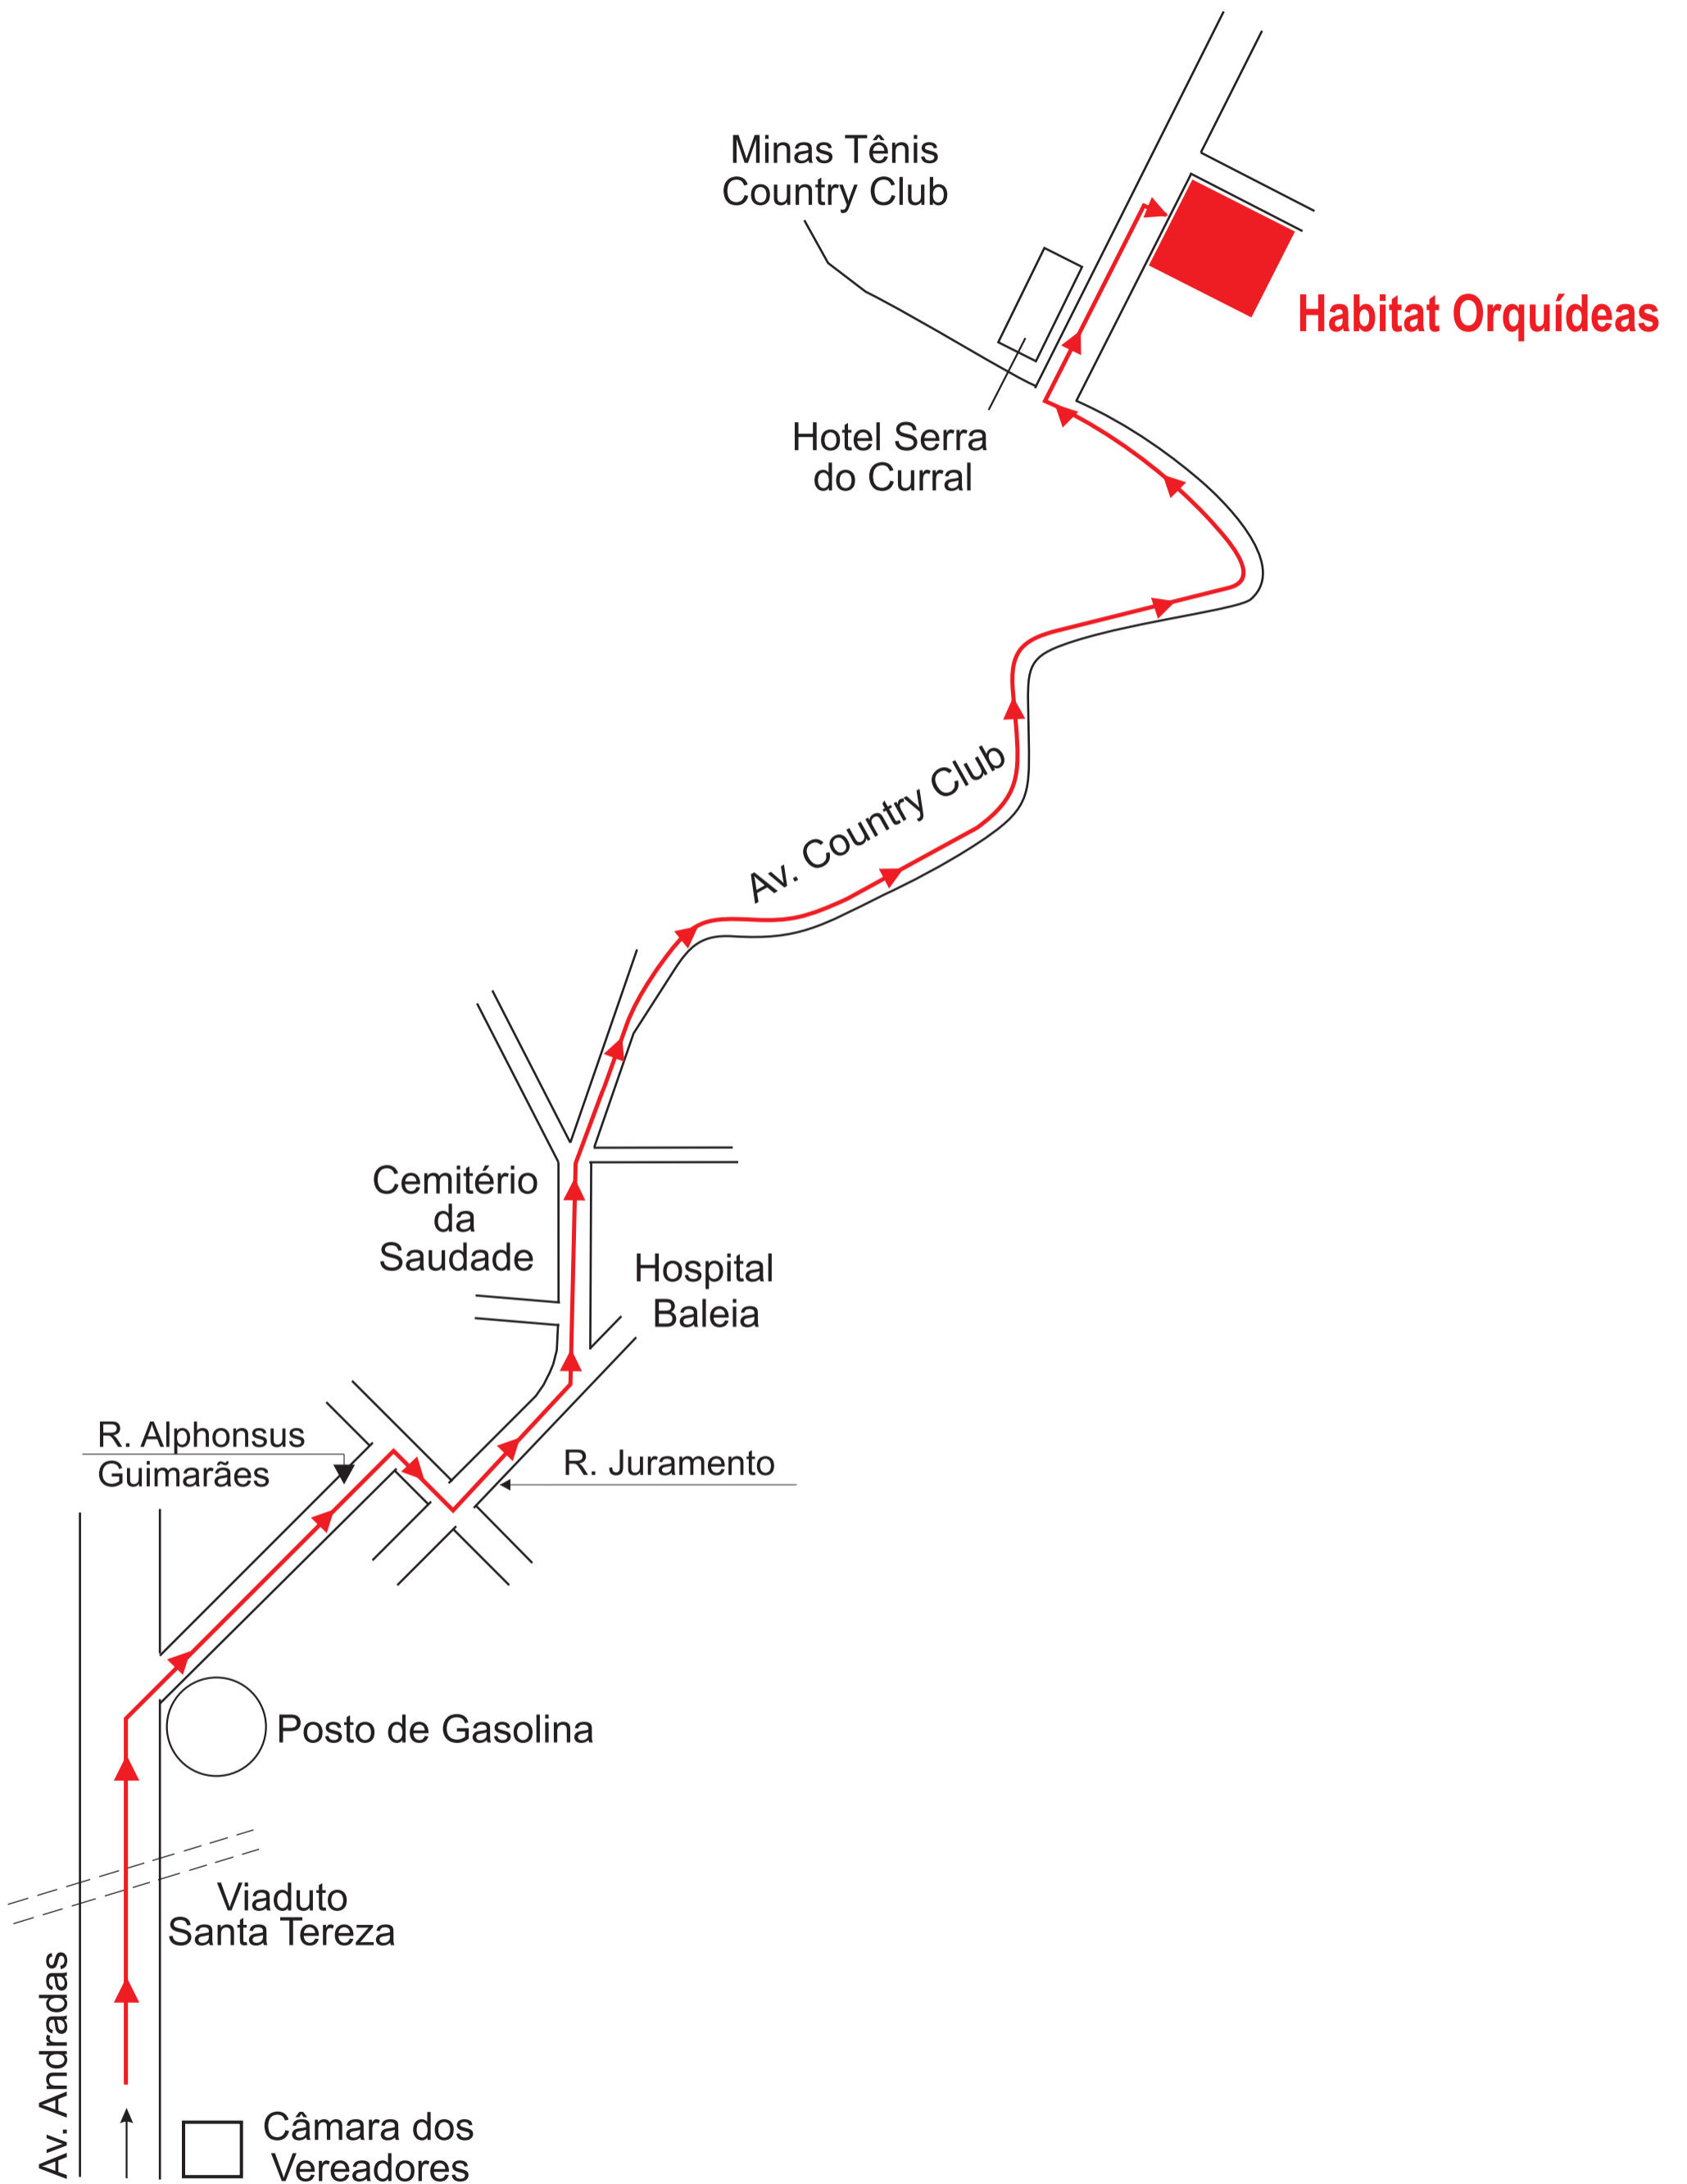 Minas Tênis
Country Club
Habitat Orquídeas
Hotel Serra
do Curral
Av. Country Club
Cemitério
da
Saudade
Hospital
Baleia
R. Alphonsus
Guimarães
R. Juramento
Posto de Gasolina
Viaduto
Santa Tereza
Av. Andradas
Câmara dos
Vereadores